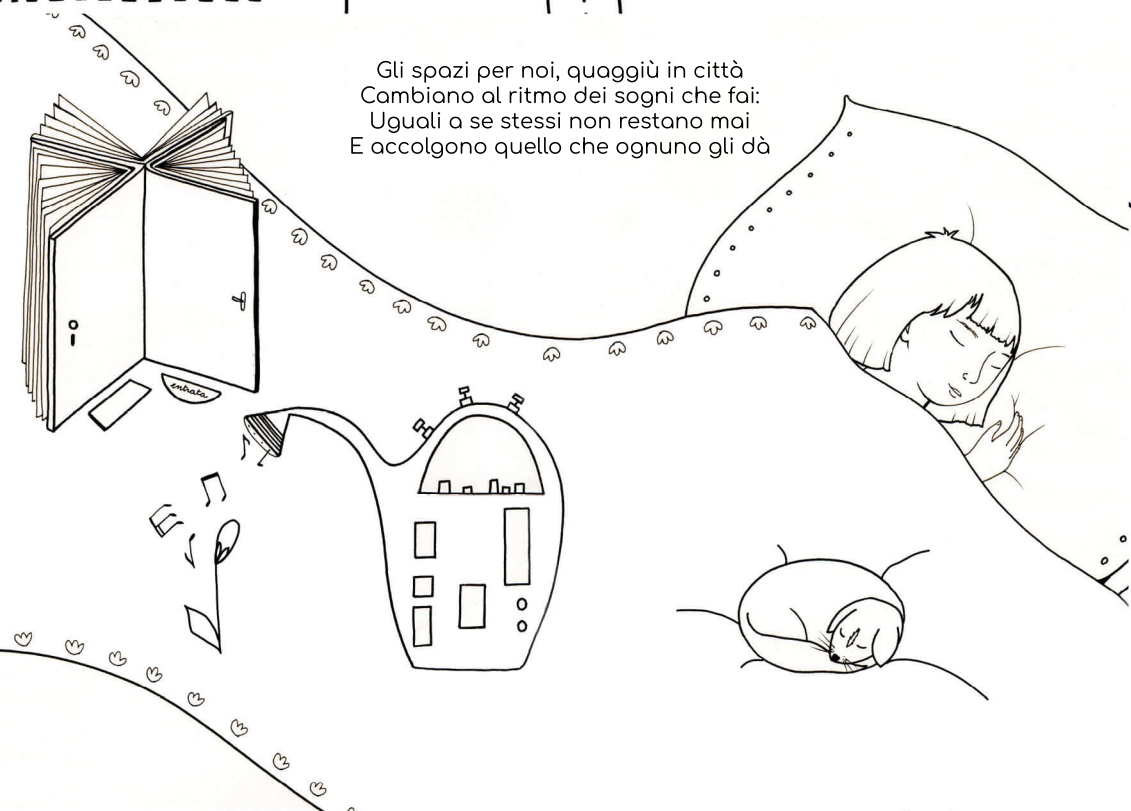 Gli spazi per noi, quaggiù in città
Cambiano al ritmo dei sogni che fai:
Uguali a se stessi non restano mai
E accolgono quello che ognuno gli dà
entrata